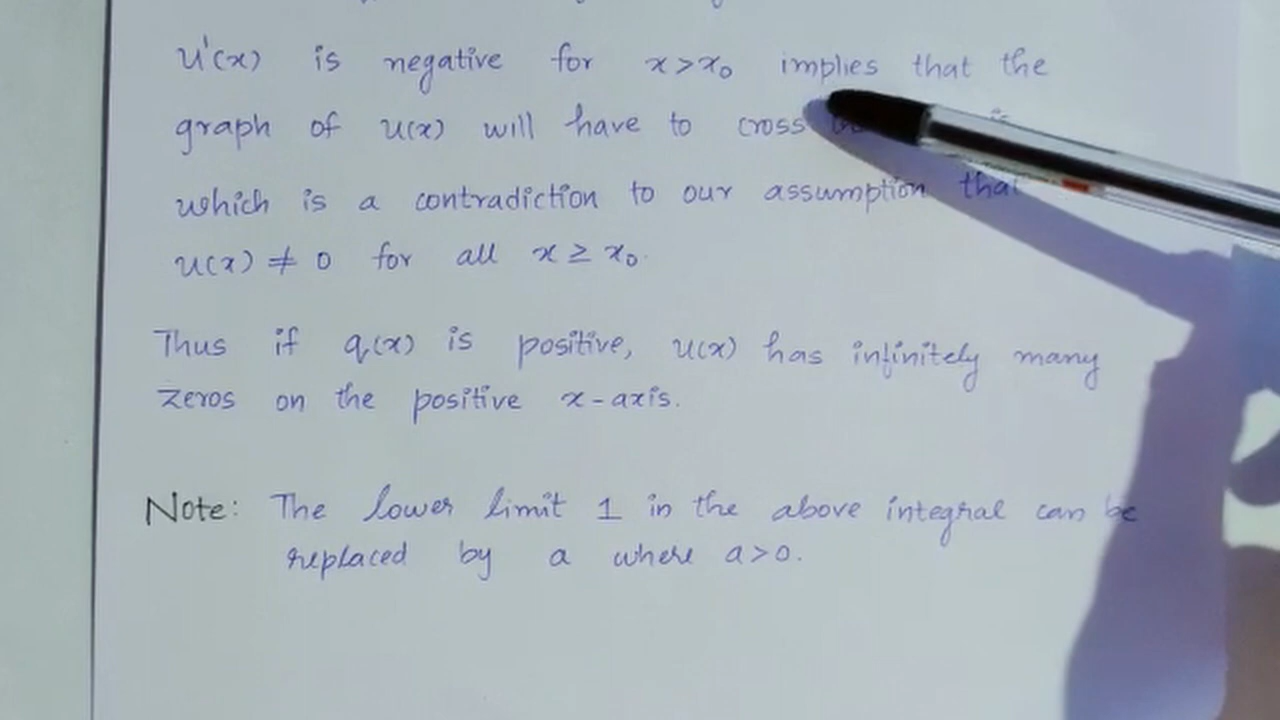 u'(x) is negative for x > x₀ implies that the
graph of u(x) will have to cross
which is a contradiction to our assumption that
u(x) ≠ 0 for all x ≥ x₀.
Thus if q(x) is positive, u(x) has infinitely many
zeros on the positive x-axis.
Note: The lower limit 1 in the above integral can be
replaced by a where a>0.